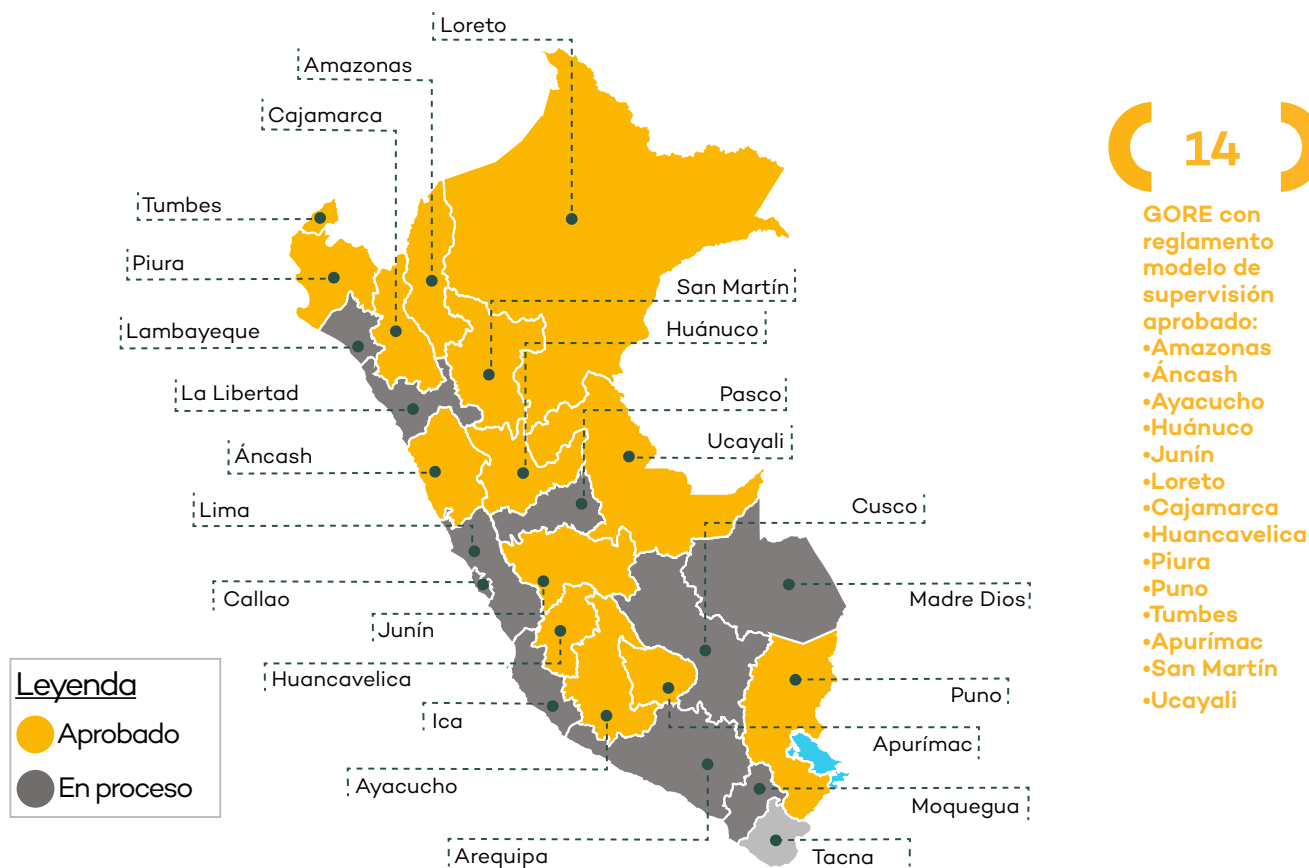 Loreto
Amazonas
Cajamarca
Tumbes
Piura
Lambayeque
La Libertad
Áncash
Lima
Callao
Junín
Huancavelica
Ica
Ayacucho
Arequipa
San Martín
Huánuco
Pasco
Ucayali
Cusco
Madre Dios
Puno
Apurímac
Moquegua
Tacna
Leyenda
Aprobado
En proceso
14
GORE con
reglamento
modelo de
supervisión
aprobado:
•Amazonas
•Áncash
•Ayacucho
•Huánuco
•Junín
•Loreto
•Cajamarca
•Huancavelica
•Piura
•Puno
•Tumbes
•Apurímac
•San Martín
•Ucayali